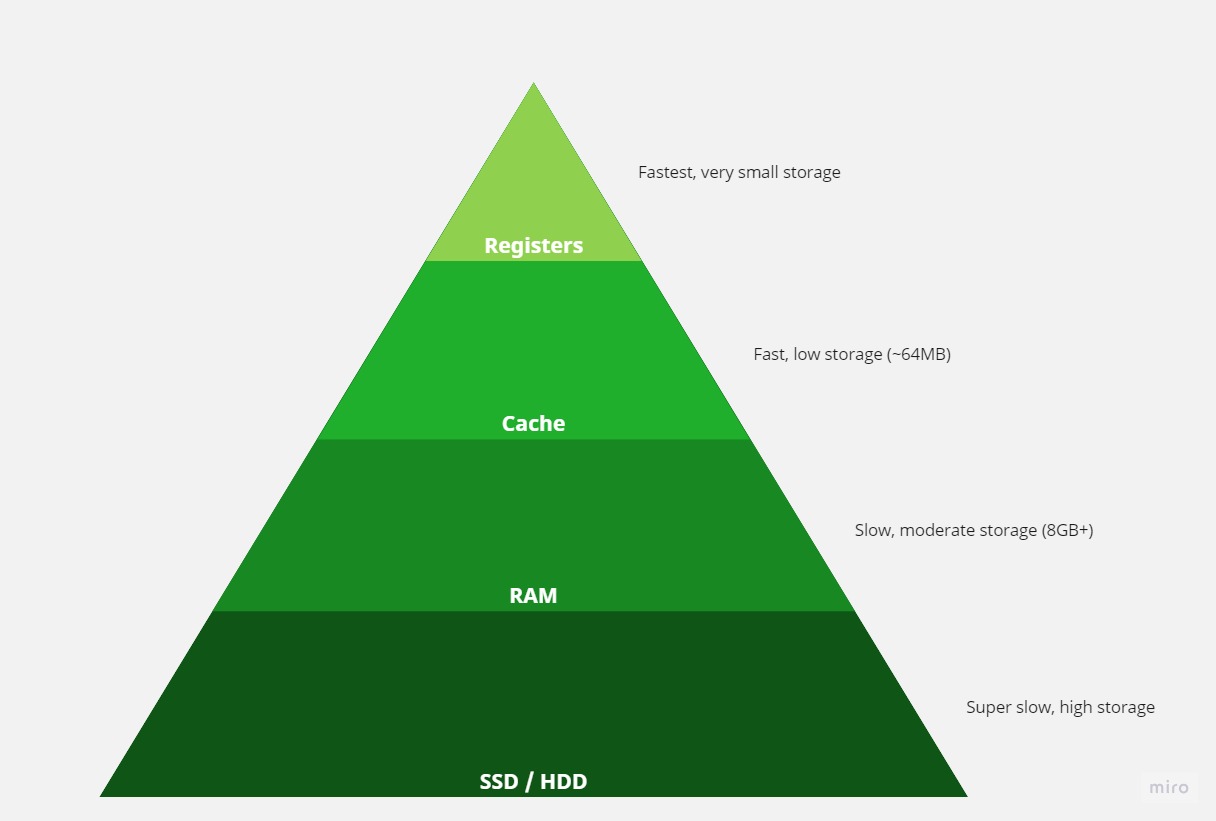 Fastest, very small storage
Registers
Fast, low storage (~64MB)
Cache
Slow, moderate storage (8GB+)
RAM
Super slow, high storage
SSD / HDD
miro